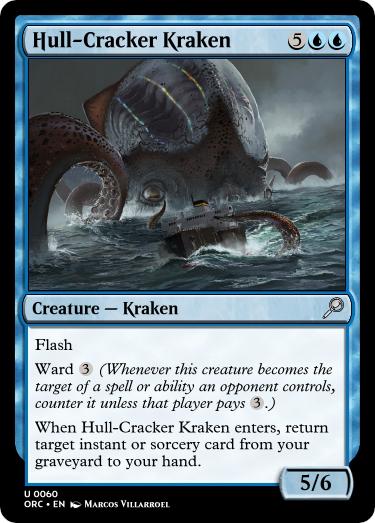 Hull-Cracker Kraken 5
Creature — Kraken
Flash
Ward 3 (Whenever this creature becomes the
target of a spell or ability an opponent controls,
counter it unless that player pays 3.)
When Hull-Cracker Kraken enters, return
target instant or sorcery card from your
graveyard to your hand.
5/6
U 0060
ORC • EN Marcos Villarroel